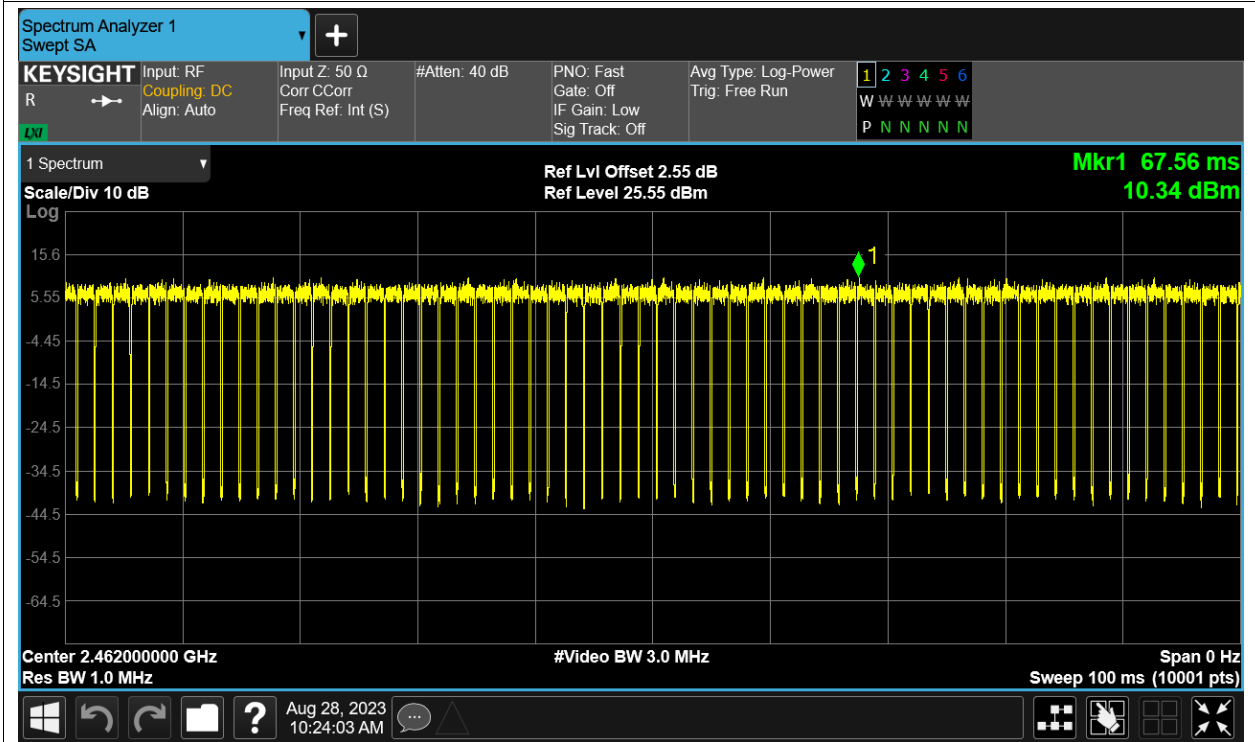 Spectrum Analyzer 1
Swept SA
+
KEYSIGHT
R
LXI
Input: RF
Coupling: DC
Align: Auto
Input Z: 50 Ω
Corr CCorr
Freq Ref: Int (S)
#Atten: 40 dB
PNO: Fast
Gate: Off
IF Gain: Low
Sig Track: Off
Avg Type: Log-Power
Trig: Free Run
1 2 3 4 5 6
W W W W W W
P N N N N N
1 Spectrum
Scale/Div 10 dB
Log
Ref Lvl Offset 2.55 dB
Ref Level 25.55 dBm
Mkr1 67.56 ms
10.34 dBm
1
15.6
5.55
-4.45
-14.5
-24.5
-34.5
-44.5
-54.5
-64.5
Center 2.462000000 GHz
Res BW 1.0 MHz
#Video BW 3.0 MHz
Span 0 Hz
Sweep 100 ms (10001 pts)
?
Aug 28, 2023
10:24:03 AM